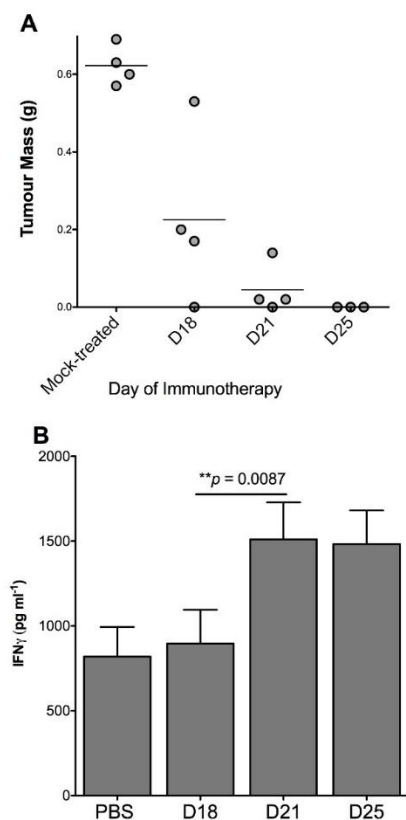 A
Tumour Mass (g)
0.6
0.4
0.2
0.0
Mock-treated D18 D21 D25
Day of Immunotherapy
B
IFNγ (pg ml⁻¹)
2000
1500
1000
500
0
**p = 0.0087
PBS D18 D21 D25